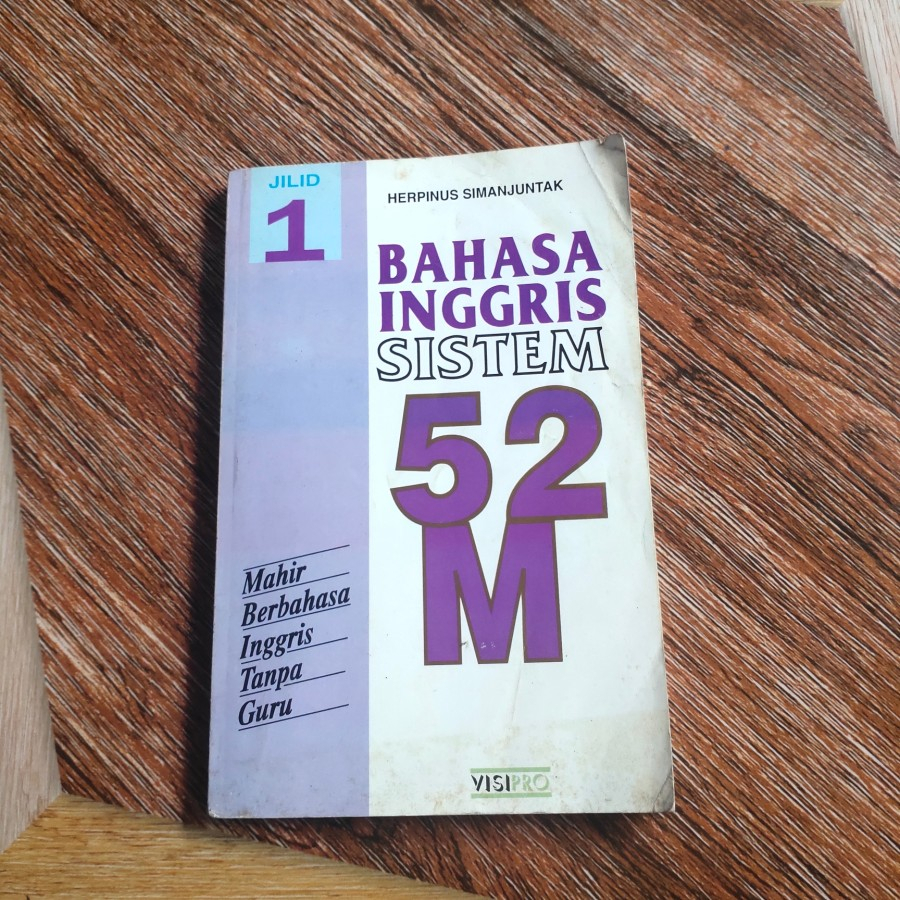 JILID
1
HERPINUS SIMANJUNTAK
BAHASA
INGGRIS
SISTEM
52
M
Mahir
Berbahasa
Inggris
Tanpa
Guru
VISIPRO